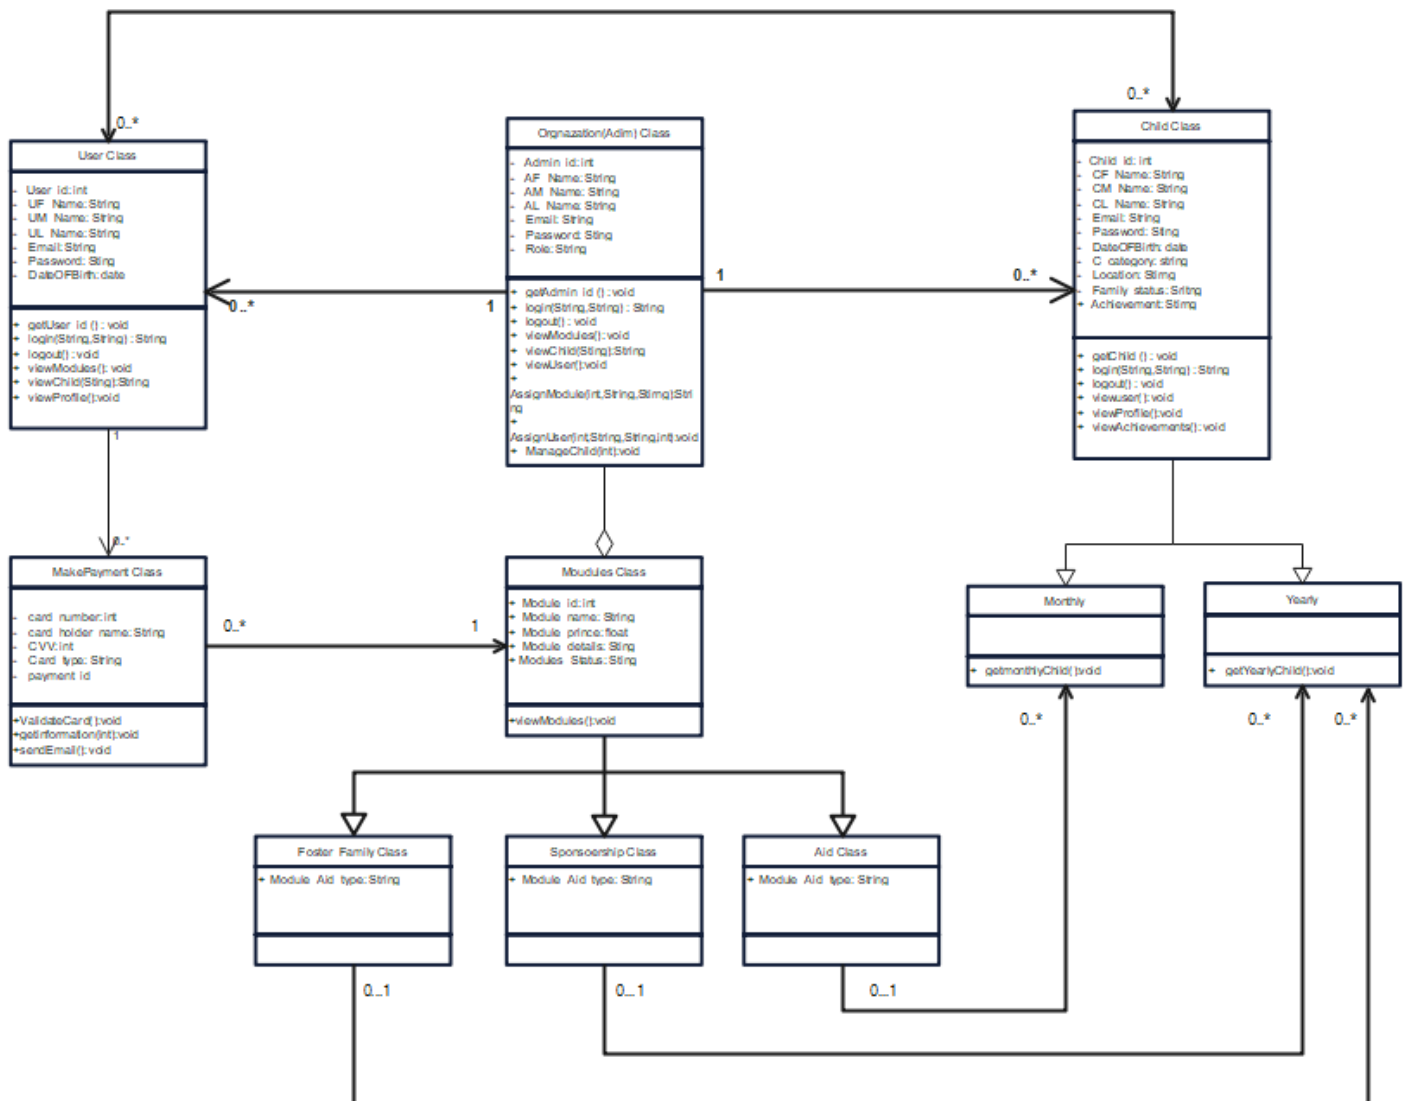 0..*
0..*
User Class
- User id:int
- UF Name:String
- UM Name:String
- UL Name:String
- Email:String
- Password:Sting
- DateOFBirth:date
+ getUser id () : void
+ login(String,String) : String
+ logout() : void
+ viewModules(): void
+ viewChild(Sting):String
+ viewProfile():void
Orgnazation(Adim) Class
- Admin id:int
- AF Name:String
- AM Name: String
- AL Name:String
- Email: String
- Password: Sting
- Role:String
+ getAdmin id () : void
+ login(String,String) : String
+ logout() : void
+ viewModules(): void
+ viewChild(Sting):String
+ viewUser():void
+
AssignModule(int,String,Stirng):Stri
ng
+
AssignUser(int,String,String,int):void
+ ManageChild(int):void
Child Class
- Child id: int
- CF Name:String
- CM Name:String
- CL Name:String
- Email:String
- Password: Sting
- DateOFBirth: date
- C category: string
- Location: Stirng
- Family status: Sritng
+ Achievement: Stirng
+ getChild () : void
+ login(String,String) : String
+ logout() : void
+ viewuser() : void
+ viewProfile():void
+ viewAchievements() : void
0..*
1
1
0..*
1
0..*
MakePayment Class
- card number:int
- card holder name:String
- CVV:int
- Card type: String
- payment id
+ValidateCard():void
+getinformation(int):void
+sendEmail(): void
0..*
1
Moudules Class
+ Module id:int
+ Module name: String
+ Module prince:float
+ Module details: Sting
+ Modules Status: Sting
+viewModules():void
Monthly
+ getmonthlyChild():void
Yearly
+ getYearlyChild():void
0..*
0..*
0..*
Foster Family Class
+ Module Aid type:String
Sponsoership Class
+ Module Aid type: String
Aid Class
+ Module Aid type: String
0...1
0...1
0...1